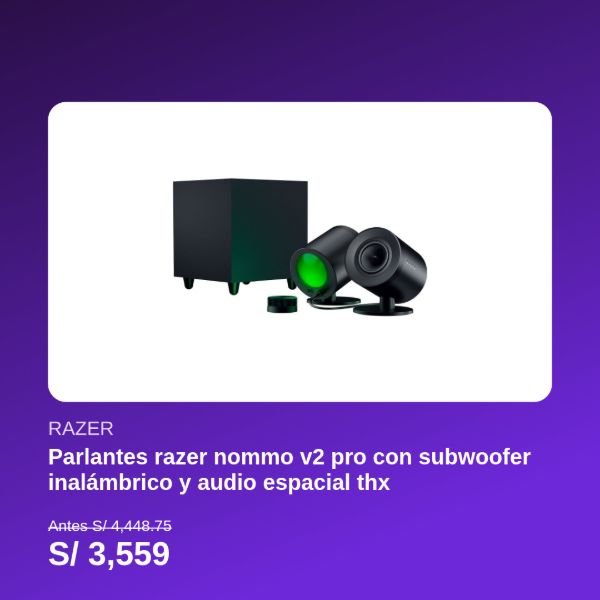 RAZER
Parlantes razer nommo v2 pro con subwoofer
inalámbrico y audio espacial thx
Antes S/ 4,448.75
S/ 3,559